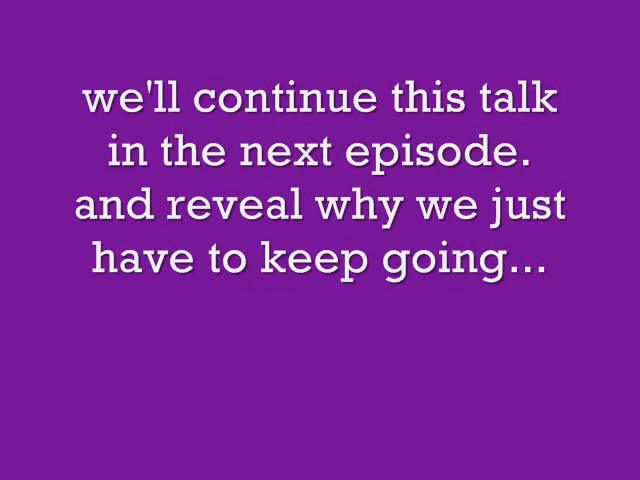 we'll continue this talk
in the next episode.
and reveal why we just
have to keep going...